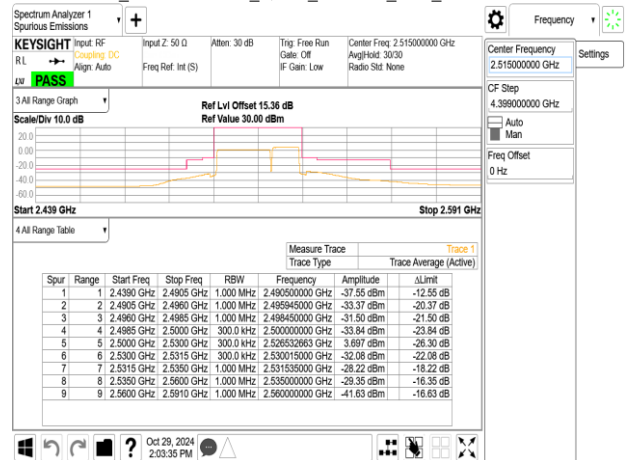 Spectrum Analyzer 1
Spurious Emissions
Frequency
KEYSIGHT
Input: RF
Coupling: DC
Align: Auto
Input Z: 50 Ω
Freq Ref: Int (S)
Atten: 30 dB
Trig: Free Run
Gate: Off
IF Gain: Low
Center Freq: 2.515000000 GHz
Avg|Hold: 30/30
Radio Std: None
RL
LXI
PASS
Center Frequency
2.515000000 GHz
Settings
CF Step
4.399000000 GHz
Auto
Man
Freq Offset
0 Hz
3 All Range Graph
Scale/Div 10.0 dB
Ref Lvl Offset 15.36 dB
Ref Value 30.00 dBm
20.0
0.00
-20.0
-40.0
-60.0
Start 2.439 GHz
Stop 2.591 GHz
4 All Range Table
Measure Trace Trace 1
Trace Type Trace Average (Active)
Spur Range Start Freq Stop Freq RBW Frequency Amplitude ΔLimit
1 1 2.4390 GHz 2.4905 GHz 1.000 MHz 2.490500000 GHz -37.55 dBm -12.55 dB
2 2 2.4905 GHz 2.4960 GHz 1.000 MHz 2.495945000 GHz -33.37 dBm -20.37 dB
3 3 2.4960 GHz 2.4985 GHz 1.000 MHz 2.498450000 GHz -31.50 dBm -21.50 dB
4 4 2.4985 GHz 2.5000 GHz 300.0 kHz 2.500000000 GHz -33.84 dBm -23.84 dB
5 5 2.5000 GHz 2.5300 GHz 300.0 kHz 2.526532663 GHz 3.697 dBm -26.30 dB
6 6 2.5300 GHz 2.5315 GHz 300.0 kHz 2.530015000 GHz -32.08 dBm -22.08 dB
7 7 2.5315 GHz 2.5350 GHz 1.000 MHz 2.531535000 GHz -28.22 dBm -18.22 dB
8 8 2.5350 GHz 2.5600 GHz 1.000 MHz 2.535000000 GHz -29.35 dBm -16.35 dB
9 9 2.5600 GHz 2.5910 GHz 1.000 MHz 2.560000000 GHz -41.63 dBm -16.63 dB
?
Oct 29, 2024
2:03:35 PM